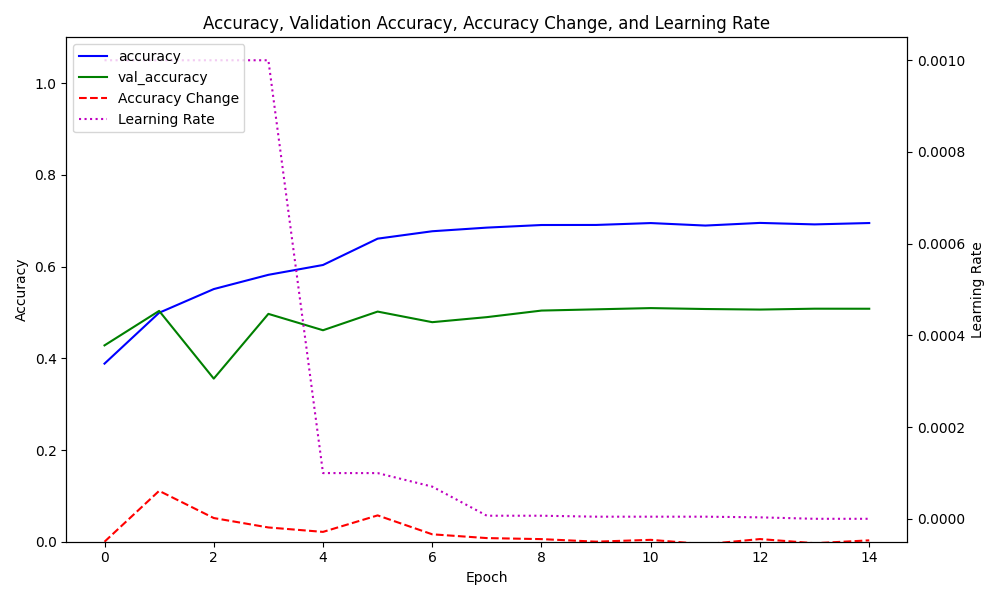 Accuracy, Validation Accuracy, Accuracy Change, and Learning Rate
accuracy
val_accuracy
Accuracy Change
Learning Rate
1.0
0.8
0.6
0.4
0.2
0.0
Accuracy
0.0010
0.0008
0.0006
0.0004
0.0002
0.0000
Learning Rate
0 2 4 6 8 10 12 14
Epoch